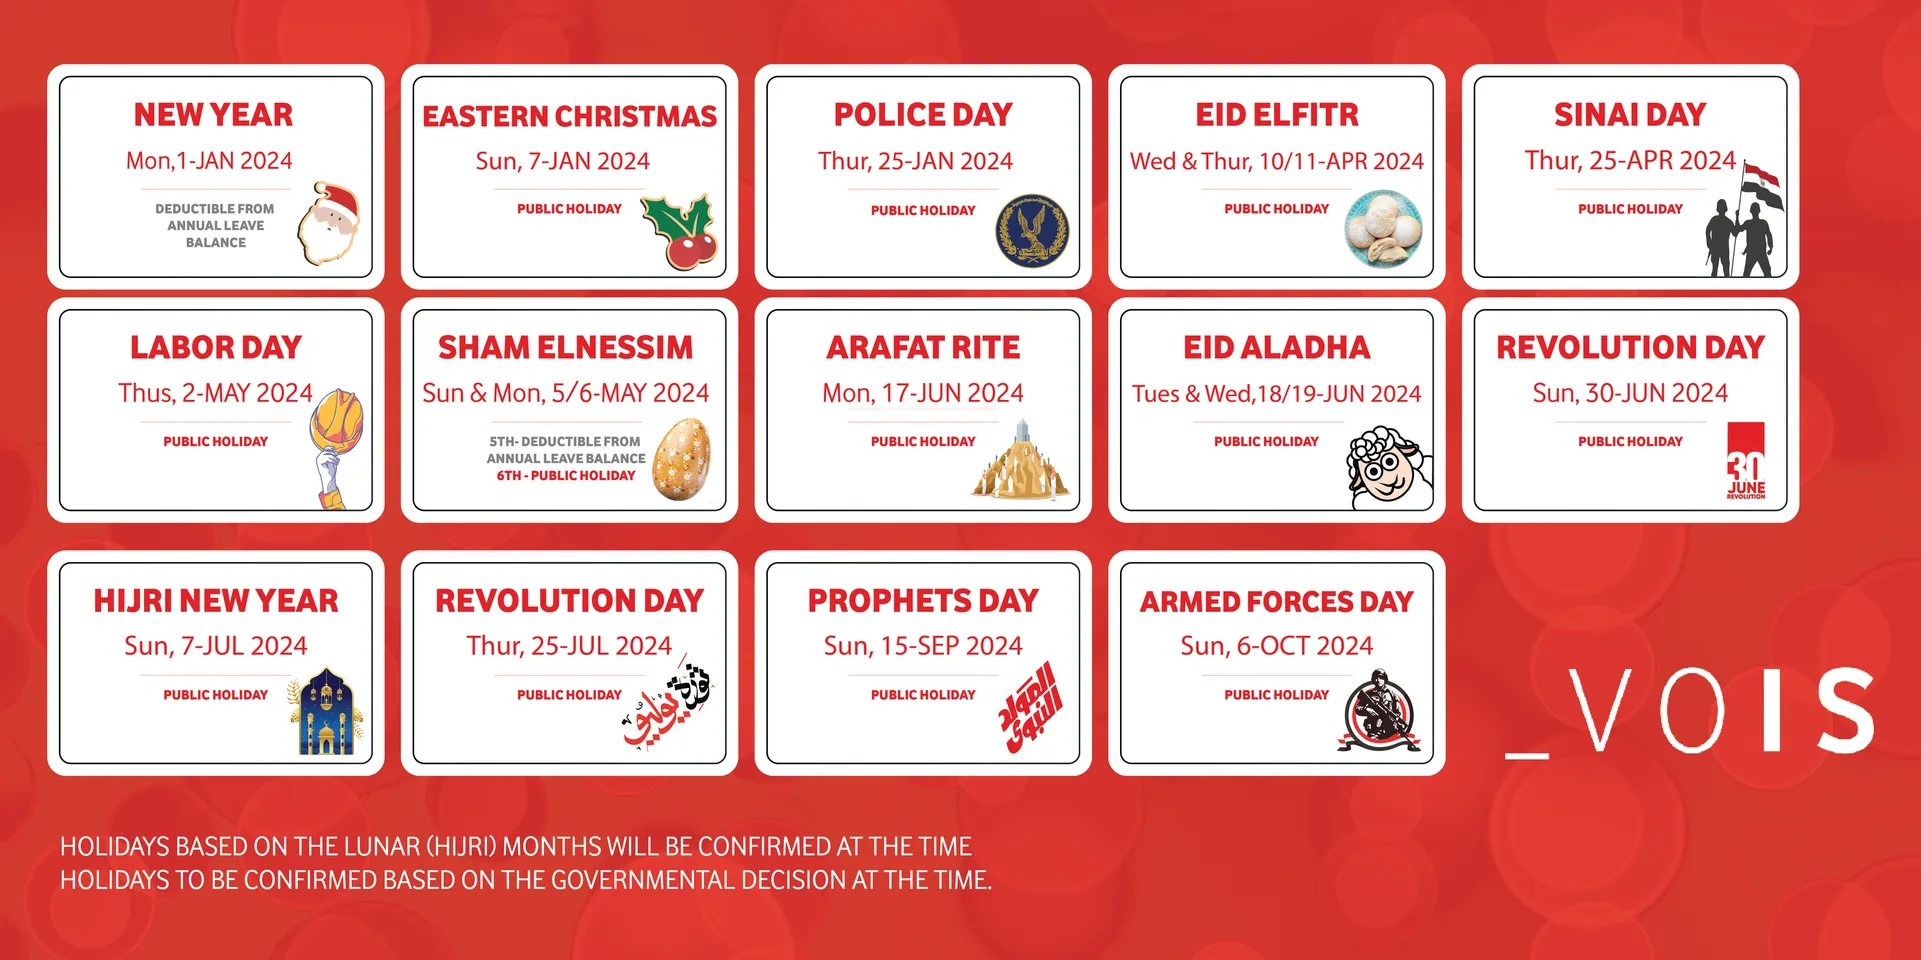 NEW YEAR
Mon,1-JAN 2024
DEDUCTIBLE FROM
ANNUAL LEAVE
BALANCE
EASTERN CHRISTMAS
Sun, 7-JAN 2024
PUBLIC HOLIDAY
POLICE DAY
Thur, 25-JAN 2024
PUBLIC HOLIDAY
EID ELFITR
Wed & Thur, 10/11-APR 2024
PUBLIC HOLIDAY
SINAI DAY
Thur, 25-APR 2024
PUBLIC HOLIDAY
LABOR DAY
Thus, 2-MAY 2024
PUBLIC HOLIDAY
SHAM ELNESSIM
Sun & Mon, 5/6-MAY 2024
5TH- DEDUCTIBLE FROM
ANNUAL LEAVE BALANCE
6TH - PUBLIC HOLIDAY
ARAFAT RITE
Mon, 17-JUN 2024
PUBLIC HOLIDAY
EID ALADHA
Tues & Wed,18/19-JUN 2024
PUBLIC HOLIDAY
REVOLUTION DAY
Sun, 30-JUN 2024
PUBLIC HOLIDAY
30
JUNE
REVOLUTION
HIJRI NEW YEAR
Sun, 7-JUL 2024
PUBLIC HOLIDAY
REVOLUTION DAY
Thur, 25-JUL 2024
PUBLIC HOLIDAY
ثورة
يوليو
PROPHETS DAY
Sun, 15-SEP 2024
PUBLIC HOLIDAY
المولد
النبوى
ARMED FORCES DAY
Sun, 6-OCT 2024
PUBLIC HOLIDAY
_VOIS
HOLIDAYS BASED ON THE LUNAR (HIJRI) MONTHS WILL BE CONFIRMED AT THE TIME
HOLIDAYS TO BE CONFIRMED BASED ON THE GOVERNMENTAL DECISION AT THE TIME.